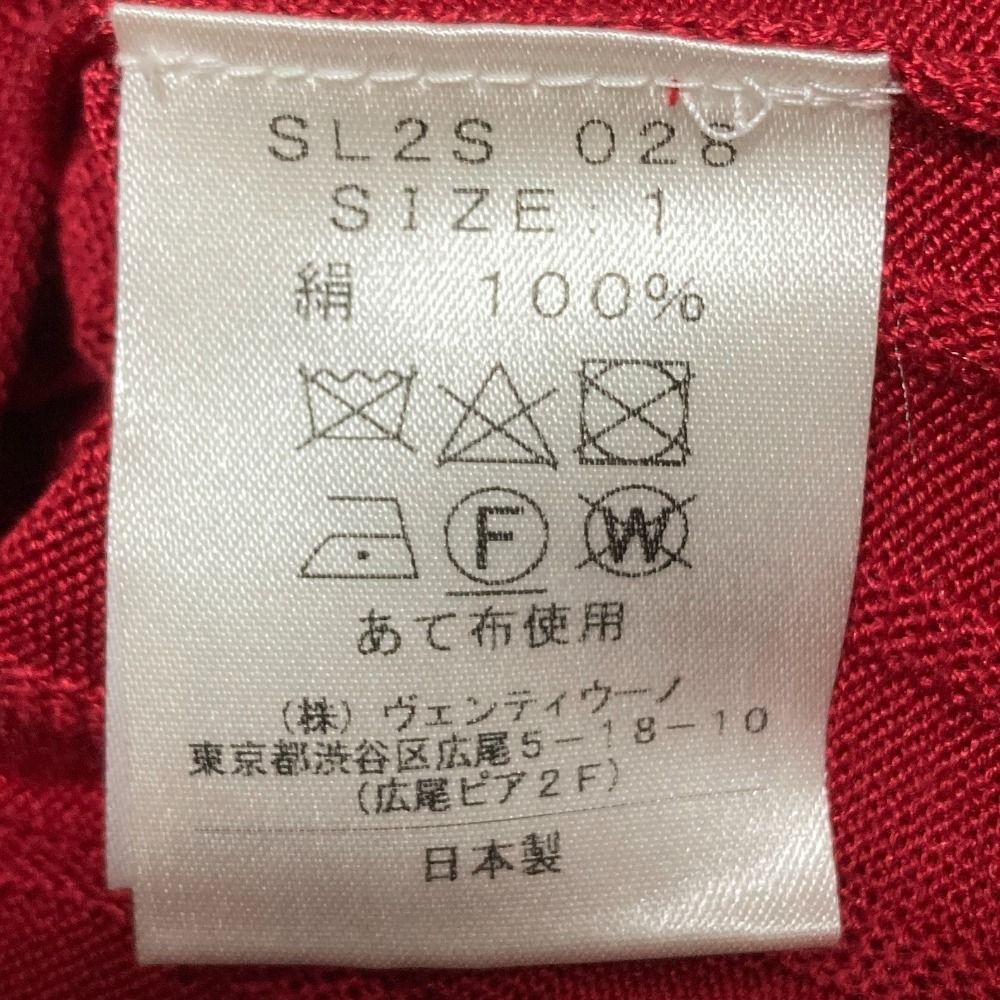 SL2S 028
SIZE:1
絹 100%
F W
あて布使用
(株)ヴェンティウーノ
東京都渋谷区広尾5-18-10
(広尾ピア2F)
日本製